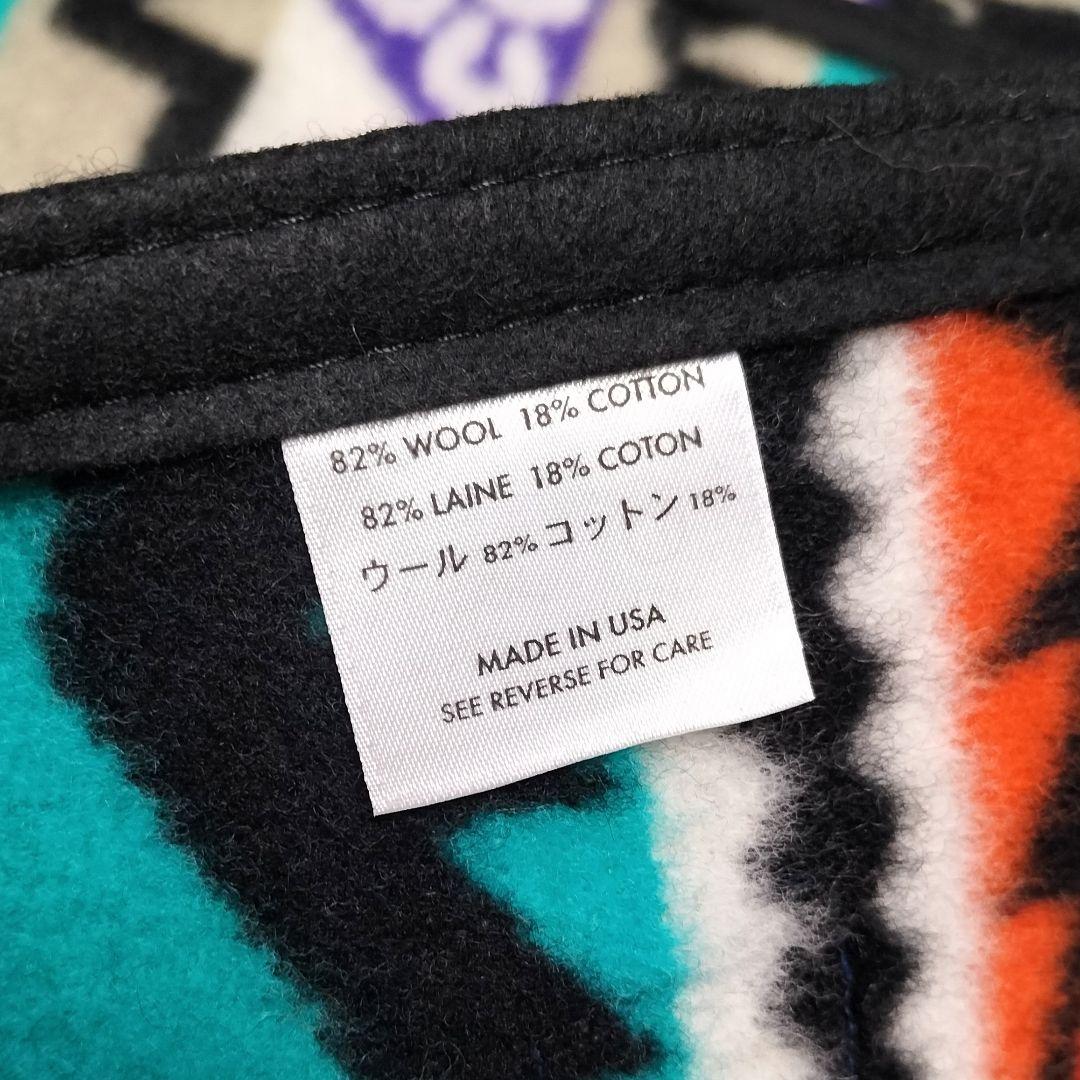 82% WOOL 18% COTTON
82% LAINE 18% COTON
ウール 82% コットン 18%
MADE IN USA
SEE REVERSE FOR CARE